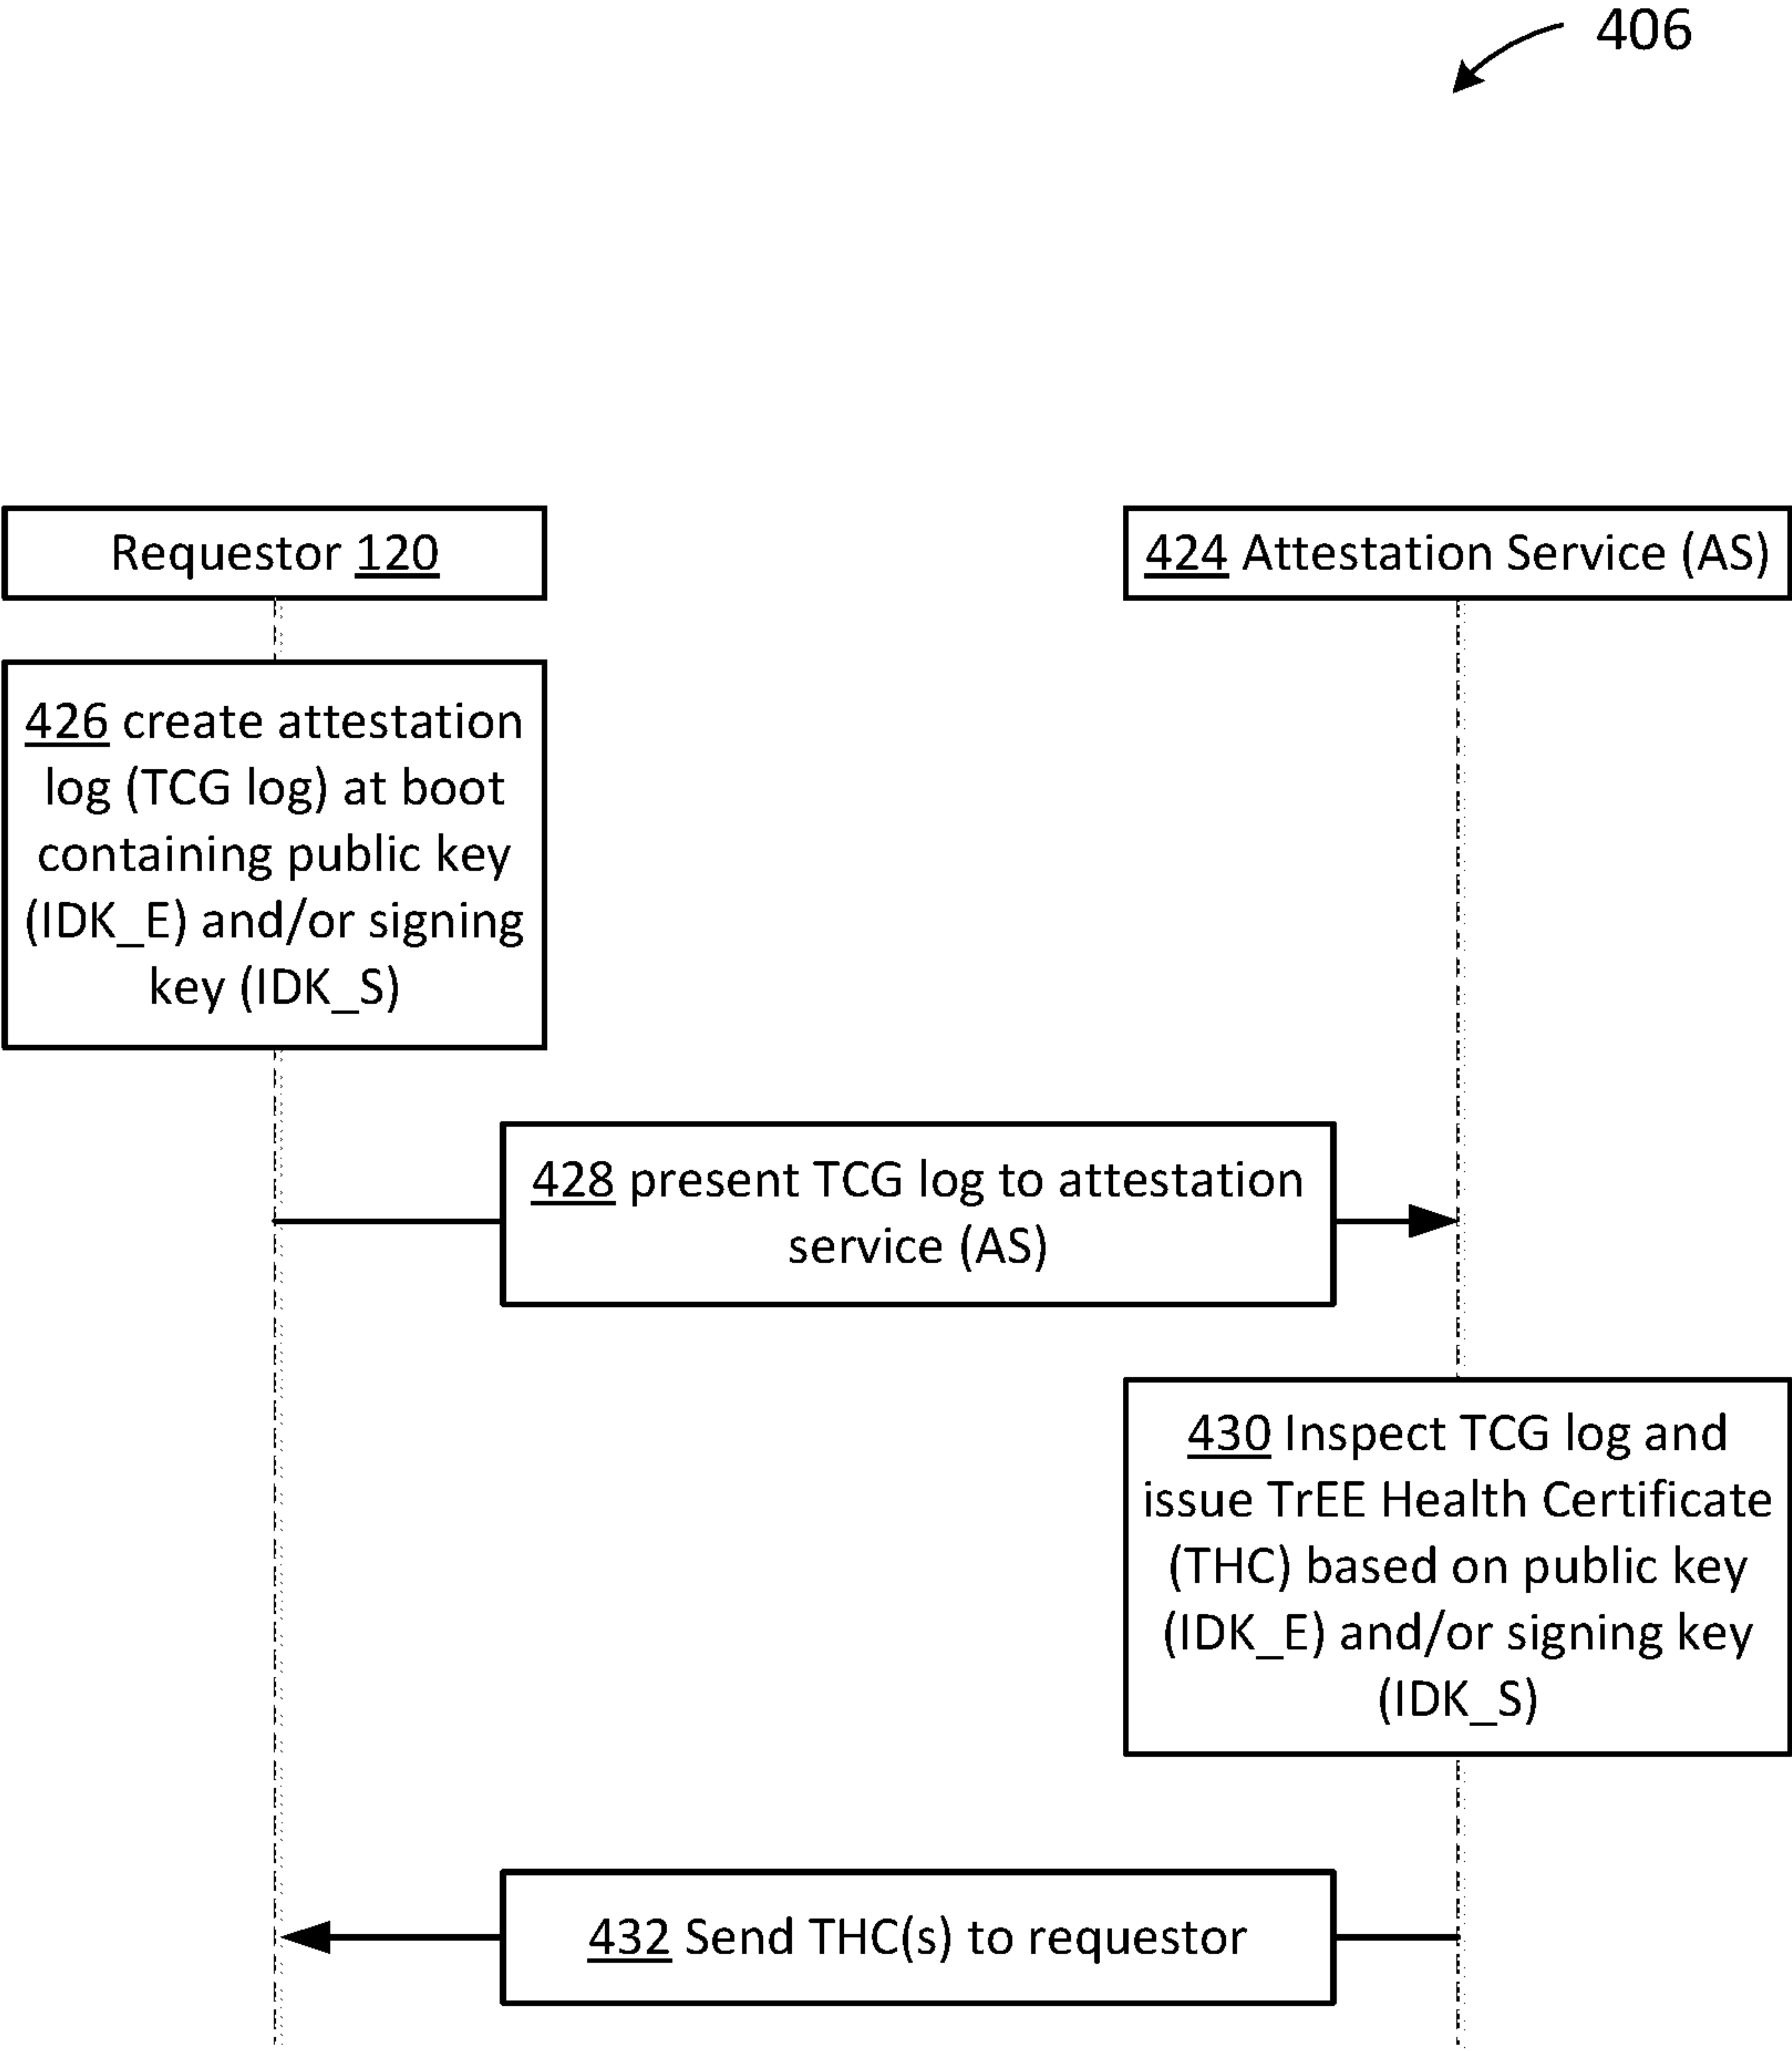 406
Requestor 120
424 Attestation Service (AS)
426 create attestation
log (TCG log) at boot
containing public key
(IDK_E) and/or signing
key (IDK_S)
428 present TCG log to attestation
service (AS)
430 Inspect TCG log and
issue TrEE Health Certificate
(THC) based on public key
(IDK_E) and/or signing key
(IDK_S)
432 Send THC(s) to requestor